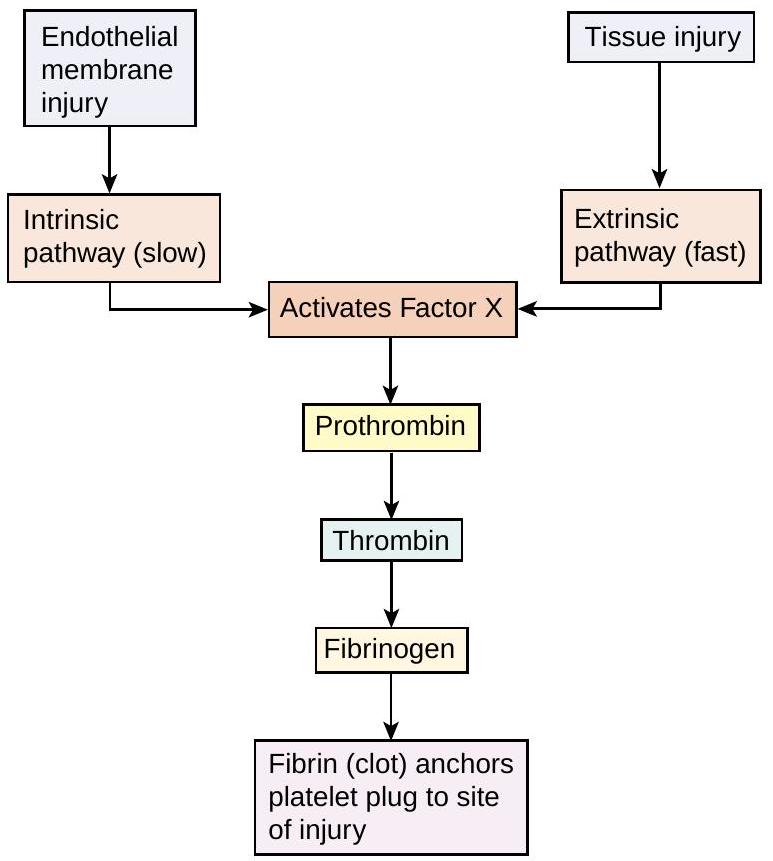 Endothelial
membrane
injury
Tissue injury
Intrinsic
pathway (slow)
Extrinsic
pathway (fast)
Activates Factor X
Prothrombin
Thrombin
Fibrinogen
Fibrin (clot) anchors
platelet plug to site
of injury